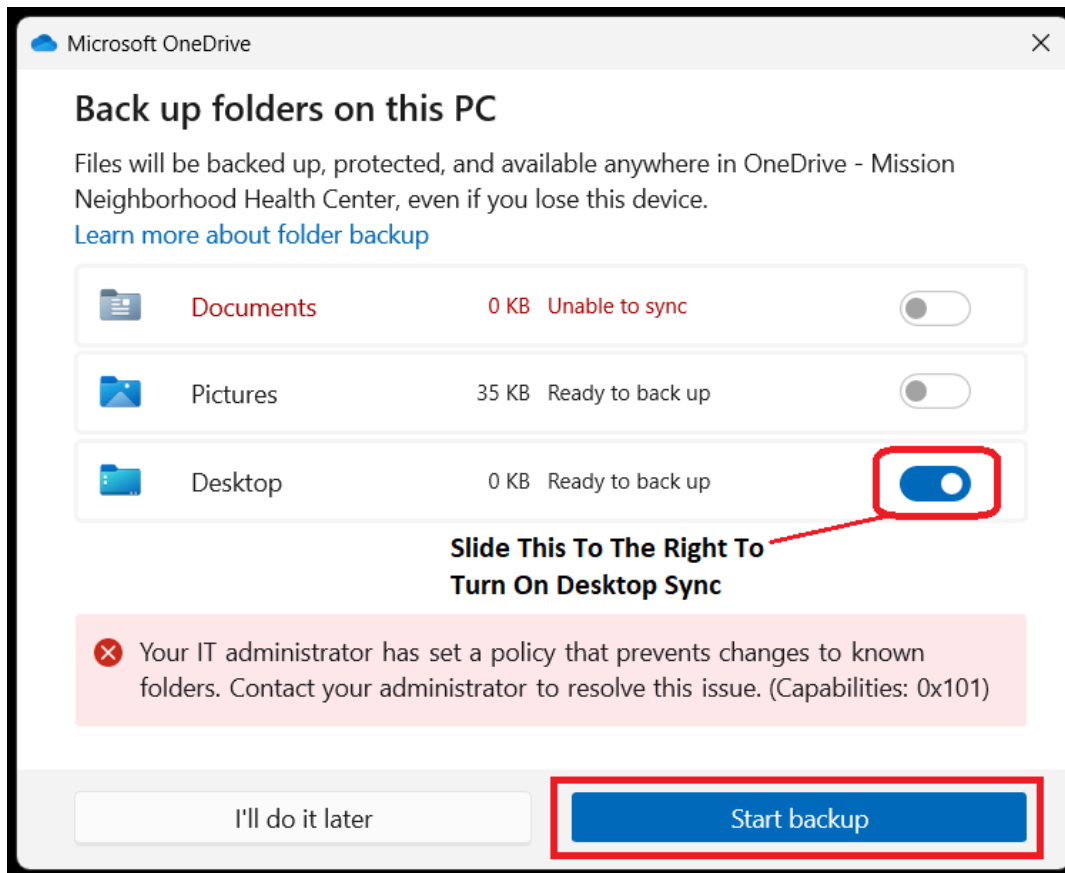 Microsoft OneDrive
Back up folders on this PC
Files will be backed up, protected, and available anywhere in OneDrive - Mission
Neighborhood Health Center, even if you lose this device.
Learn more about folder backup
Documents 0 KB Unable to sync
Pictures 35 KB Ready to back up
Desktop 0 KB Ready to back up
Slide This To The Right To
Turn On Desktop Sync
Your IT administrator has set a policy that prevents changes to known
folders. Contact your administrator to resolve this issue. (Capabilities: 0x101)
I'll do it later Start backup